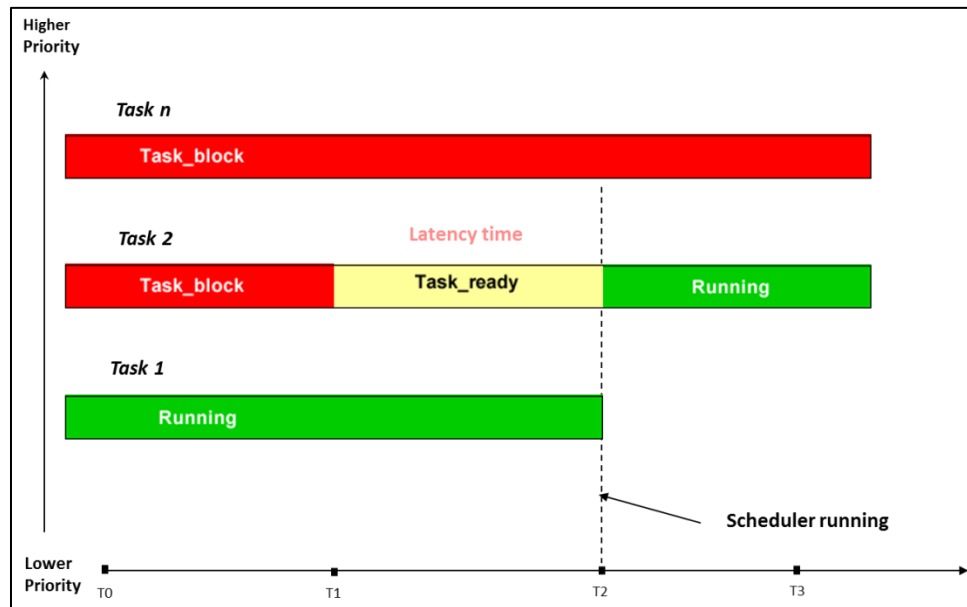 Higher
Priority
Task n
Task_block
Latency time
Task 2
Task_block
Task_ready
Running
Task 1
Running
Scheduler running
Lower
Priority
T0
T1
T2
T3